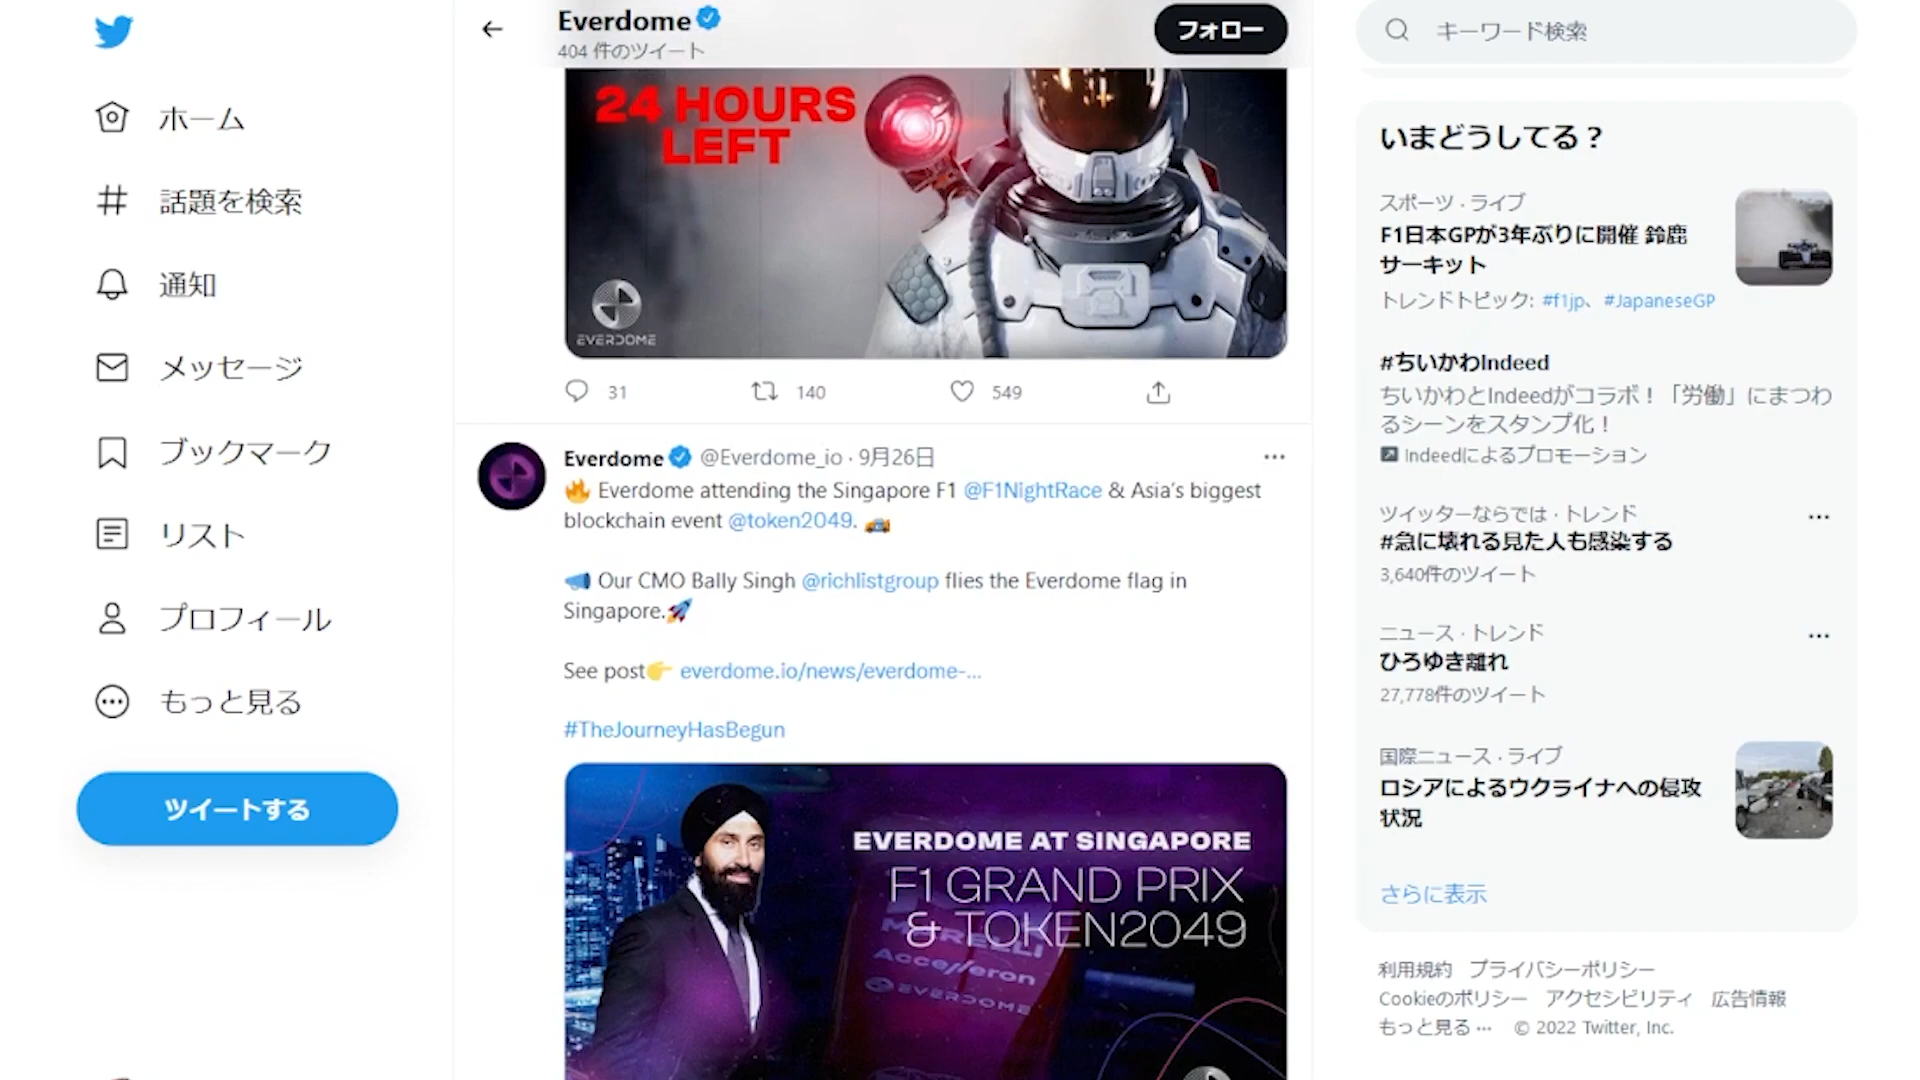 ホーム
話題を検索
通知
メッセージ
ブックマーク
リスト
プロフィール
もっと見る
ツイートする
Everdome
404 件のツイート
フォロー
24 HOURS
LEFT
EVERDOME
31
140
549
Everdome @Everdome_io · 9月26日
🔥 Everdome attending the Singapore F1 @F1NightRace & Asia's biggest
blockchain event @token2049. 🏎️
📣 Our CMO Bally Singh @richlistgroup flies the Everdome flag in
Singapore.🚀
See post👉 everdome.io/news/everdome-...
#TheJourneyHasBegun
EVERDOME AT SINGAPORE
F1 GRAND PRIX
& TOKEN2049
Accelleron
EVERDOME
キーワード検索
いまどうしてる？
スポーツ · ライブ
F1日本GPが3年ぶりに開催 鈴鹿
サーキット
トレンドトピック: #f1jp、#JapaneseGP
#ちいかわIndeed
ちいかわとIndeedがコラボ！「労働」にまつわ
るシーンをスタンプ化！
Indeedによるプロモーション
ツイッターならでは · トレンド
#急に壊れる見た人も感染する
3,640件のツイート
ニュース · トレンド
ひろゆき離れ
27,778件のツイート
国際ニュース · ライブ
ロシアによるウクライナへの侵攻
状況
さらに表示
利用規約 プライバシーポリシー
Cookieのポリシー アクセシビリティ 広告情報
もっと見る ··· © 2022 Twitter, Inc.